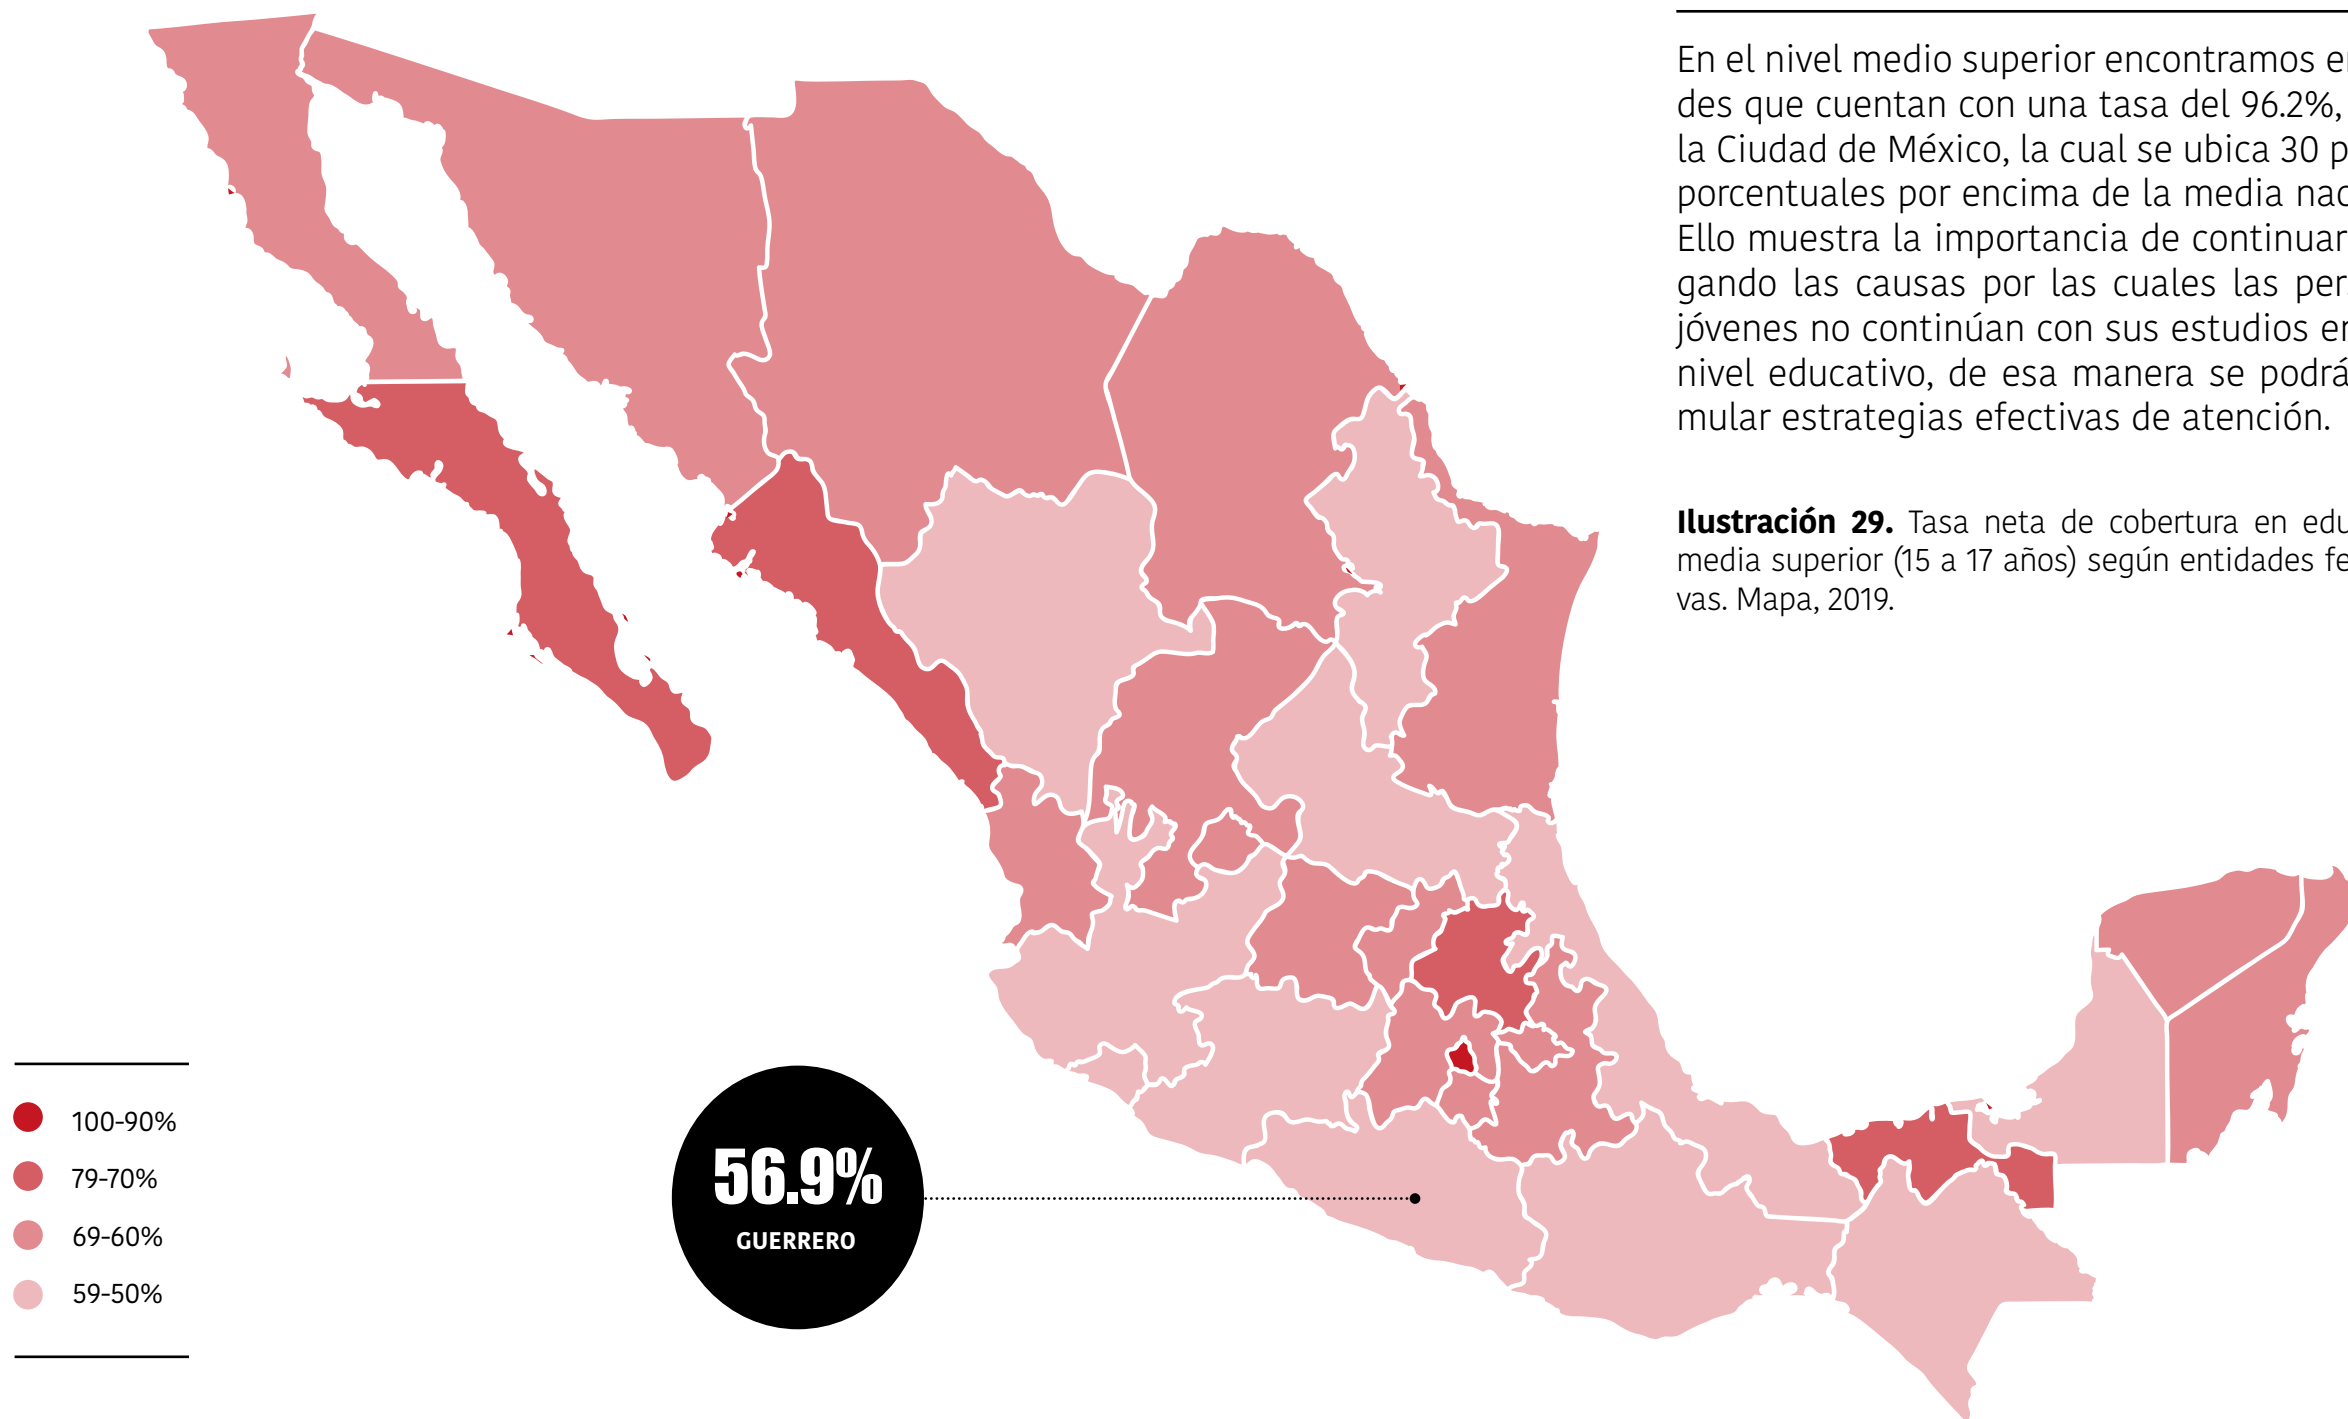 En el nivel medio superior encontramos en
des que cuentan con una tasa del 96.2%,
la Ciudad de México, la cual se ubica 30 p
porcentuales por encima de la media nac
Ello muestra la importancia de continuar
gando las causas por las cuales las per
jóvenes no continúan con sus estudios en
nivel educativo, de esa manera se podrá
mular estrategias efectivas de atención.
Ilustración 29. Tasa neta de cobertura en edu
media superior (15 a 17 años) según entidades fe
vas. Mapa, 2019.
100-90%
79-70%
69-60%
59-50%
56.9%
GUERRERO